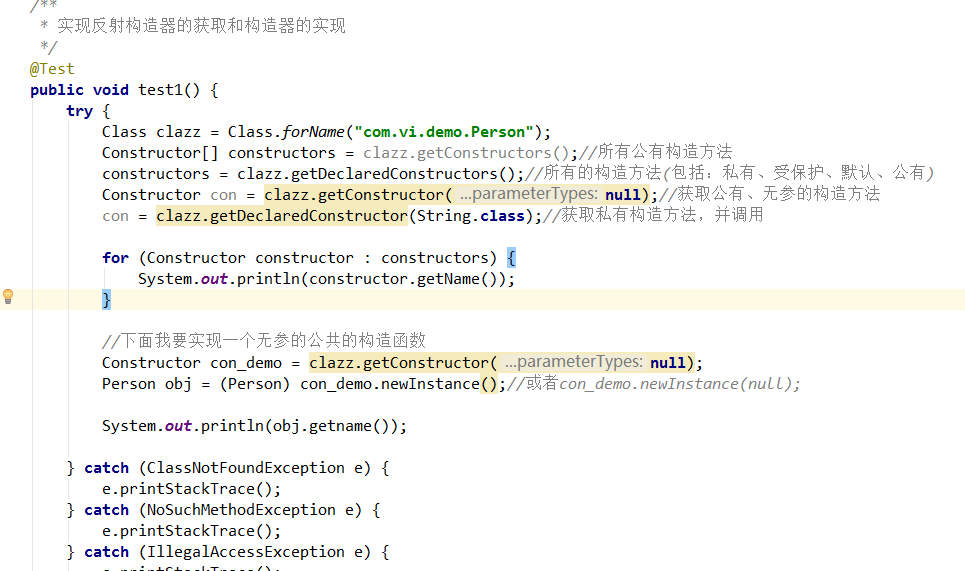 /**
 * 实现反射构造器的获取和构造器的实现
 */
@Test
public void test1() {
    try {
        Class clazz = Class.forName("com.vi.demo.Person");
        Constructor[] constructors = clazz.getConstructors();//所有公有构造方法
        constructors = clazz.getDeclaredConstructors();//所有的构造方法(包括：私有、受保护、默认、公有)
        Constructor con = clazz.getConstructor( ...parameterTypes: null);//获取公有、无参的构造方法
        con = clazz.getDeclaredConstructor(String.class);//获取私有构造方法，并调用
        for (Constructor constructor : constructors) {
            System.out.println(constructor.getName());
        }
        //下面我要实现一个无参的公共的构造函数
        Constructor con_demo = clazz.getConstructor( ...parameterTypes: null);
        Person obj = (Person) con_demo.newInstance();//或者con_demo.newInstance(null);
        System.out.println(obj.getname());
    } catch (ClassNotFoundException e) {
        e.printStackTrace();
    } catch (NoSuchMethodException e) {
        e.printStackTrace();
    } catch (IllegalAccessException e) {
        e.printStackTrace();